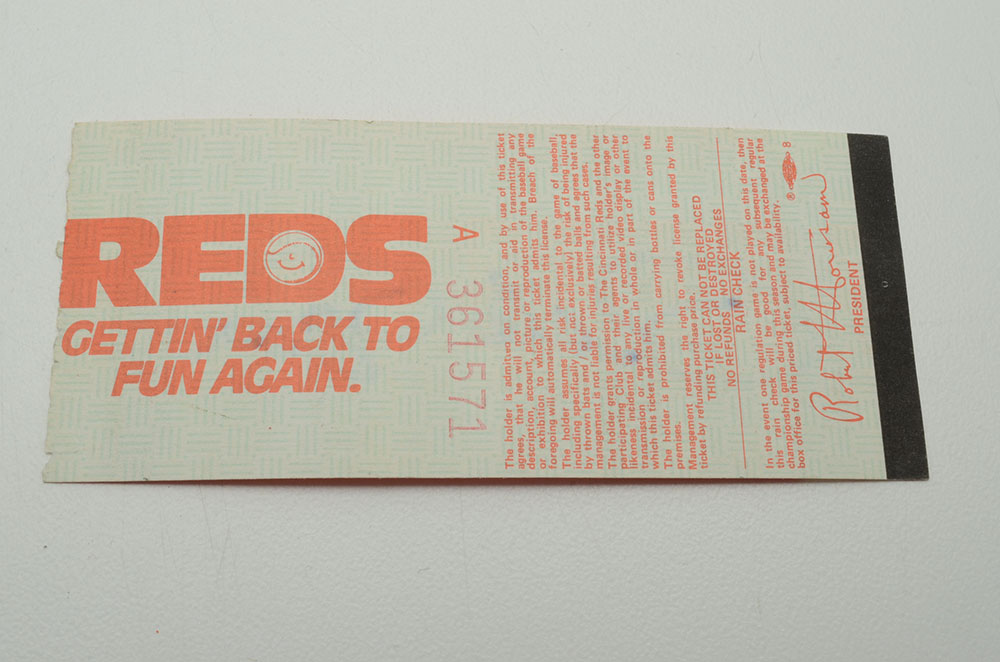 REDS
GETTIN' BACK TO
FUN AGAIN.
A 3615571
The holder is admitted on condition, and by use of this ticket
agrees, that he will not transmit or aid in transmitting any
description, account, picture or reproduction of the baseball game
or exhibition to which this ticket admits him. Breach of the
foregoing will automatically terminate this license.
The holder assumes all risk incidental to the game of baseball,
including specifically (but not exclusively) the risk of being injured
by thrown bats and / or thrown or batted balls and agrees that the
management is not liable for injuries resulting from such cases.
The holder grants permission to The Cincinnati Reds and the other
participating Club and their agents to utilize holder's image or
likeness incidental to any live or recorded video display or other
transmission or reproduction in whole or in part of the event to
which this ticket admits him.
The holder is prohibited from carrying bottles or cans onto the
premises.
Management reserves the right to revoke license granted by this
ticket by refunding purchase price.
THIS TICKET CAN NOT BE REPLACED
IF LOST OR DESTROYED
NO REFUNDS NO EXCHANGES
RAIN CHECK
In the event one regulation game is not played on this date, then
this rain check will be good for any subsequent regular
championship game during this season and may be exchanged at the
box office for this priced ticket, subject to availability.
® 8
Robert L Howsam
PRESIDENT